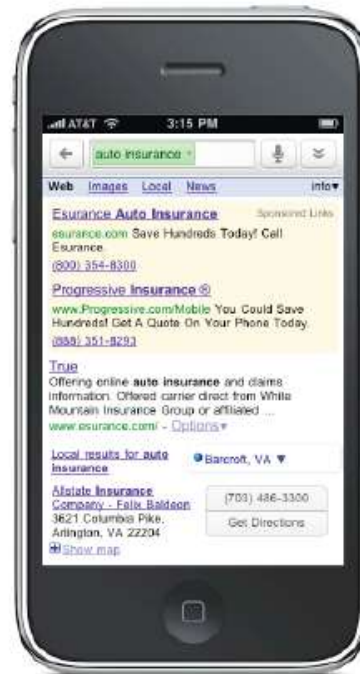 AT&T 3:15 PM
auto insurance
Web Images Local News info▾
Esurance Auto Insurance Sponsored Links
esurance.com Save Hundreds Today! Call
Esurance.
(800) 354-8300
Progressive Insurance ®
www.Progressive.com/Mobile You Could Save
Hundreds! Get A Quote On Your Phone Today.
(888) 351-8293
True
Offering online auto insurance and claims
information. Offered carrier direct from While
Mountain Insurance Group or affiliated ...
www.esurance.com/ - Options▾
Local results for auto
insurance
Barcroft, VA ▼
Allstate Insurance
Company - Felix Baldeon
3621 Columbia Pike,
Arlington, VA 22204
Show map
(703) 486-3300
Get Directions